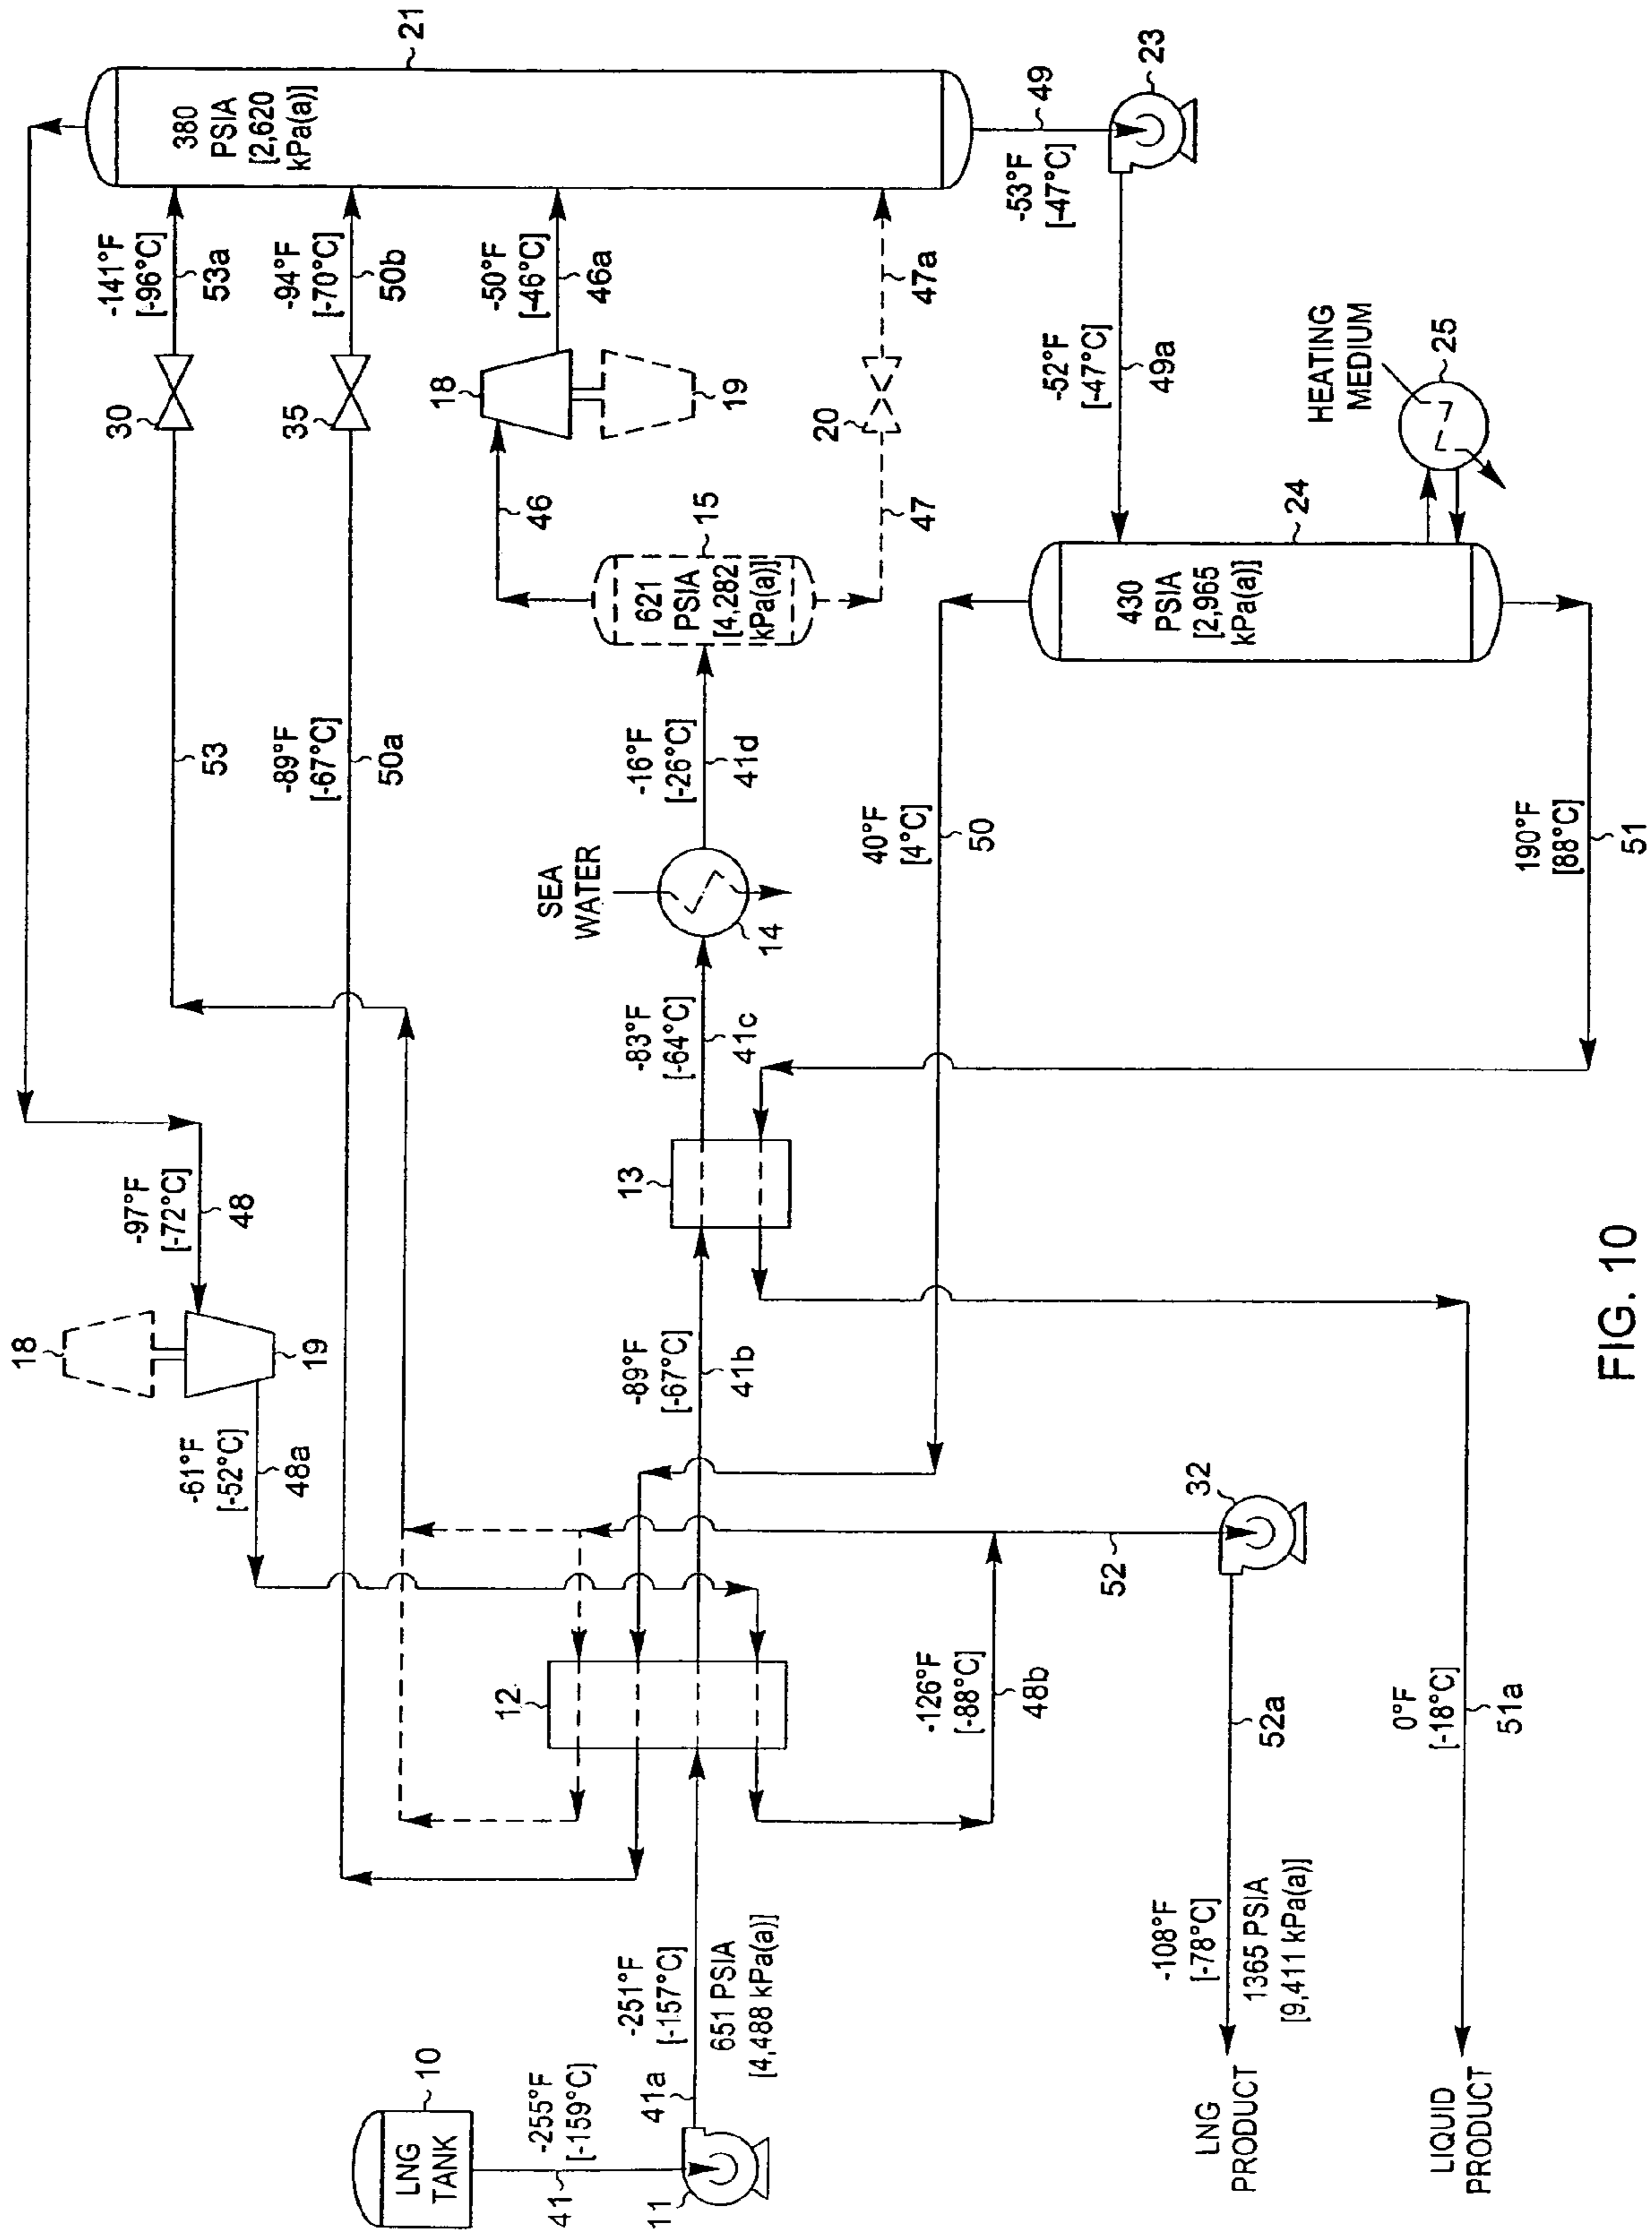 18
-61°F
[-52°C]
48a
19
-97°F
[-72°C]
48
53
30
-141°F
[-96°C]
53a
21
380
PSIA
[2,620
kPa(a)]
-89°F
[-67°C]
50a
35
-94°F
[-70°C]
50b
18
19
-50°F
[-46°C]
46a
46
15
621
PSIA
[4,282
kPa(a)]
20
47
47a
LNG
TANK
10
-255°F
[-159°C]
41
11
41a
-251°F
[-157°C]
651 PSIA
[4,488 kPa(a)]
12
-89°F
[-67°C]
41b
13
-83°F
[-64°C]
41c
SEA
WATER
14
-16°F
[-26°C]
41d
-126°F
[-88°C]
48b
52
32
40°F
[4°C]
50
430
PSIA
[2,965
kPa(a)]
24
HEATING
MEDIUM
25
-52°F
[-47°C]
49a
-53°F
[-47°C]
49
23
LNG
PRODUCT
-108°F
[-78°C]
1365 PSIA
[9,411 kPa(a)]
52a
LIQUID
PRODUCT
0°F
[-18°C]
51a
190°F
[88°C]
51
FIG. 10